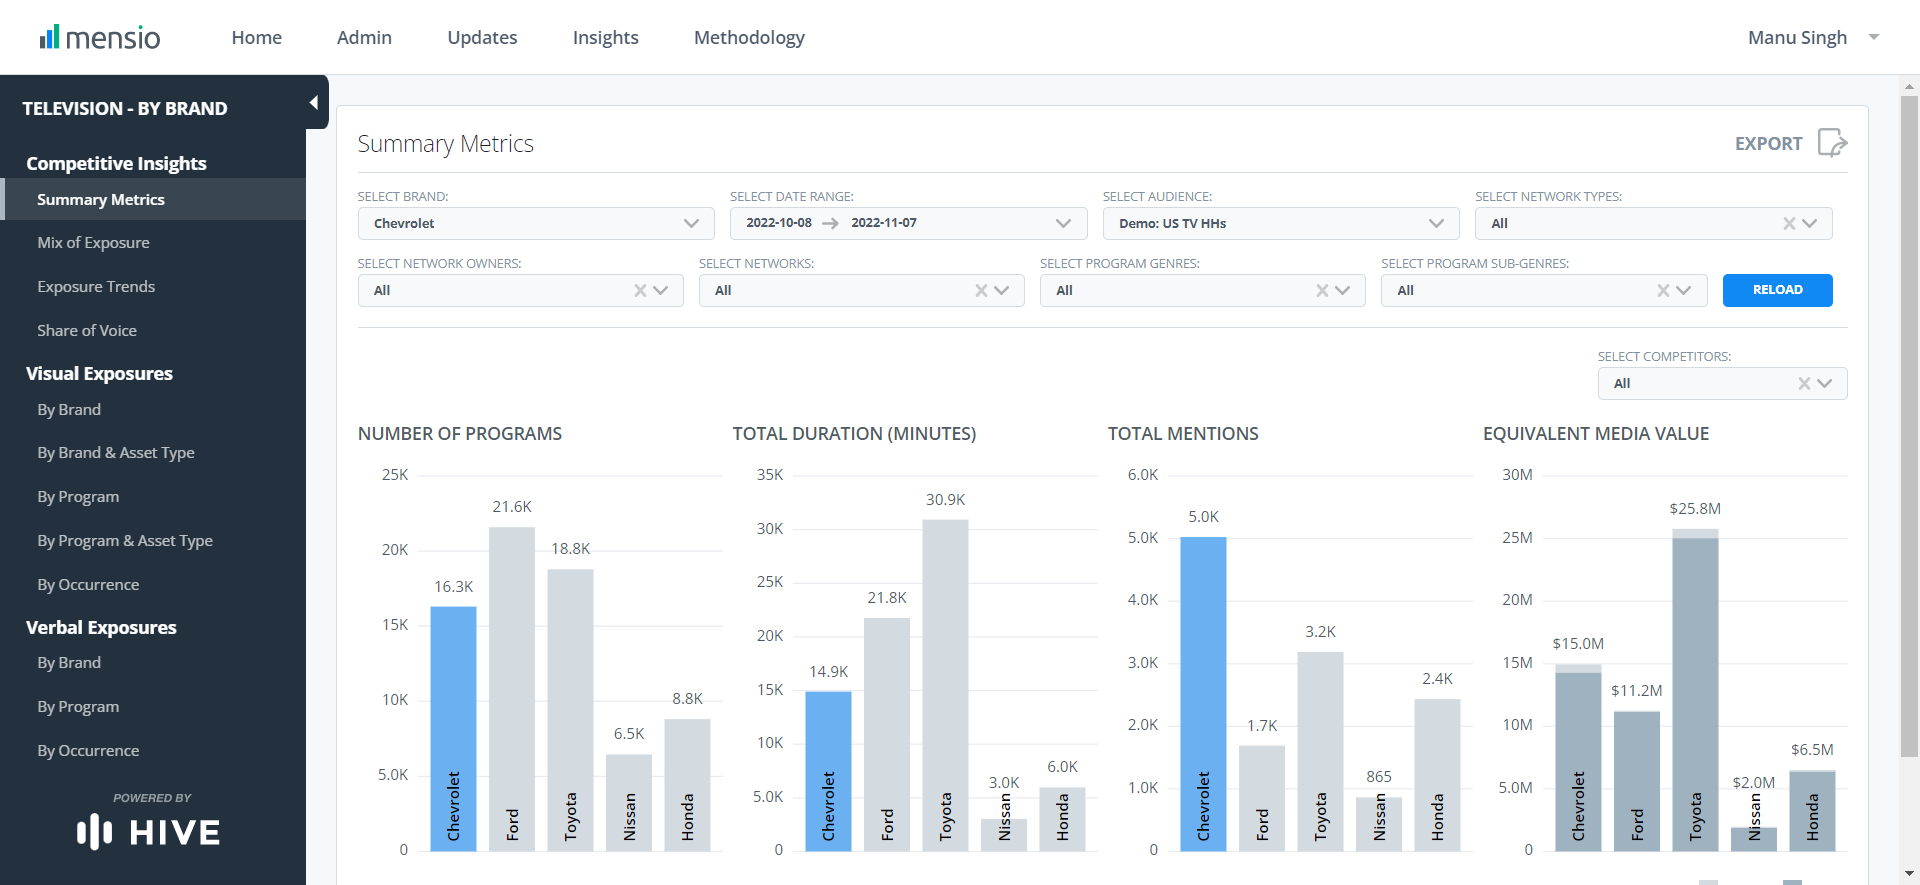 mensio
Home Admin Updates Insights Methodology
Manu Singh
TELEVISION - BY BRAND
Competitive Insights
Summary Metrics
Mix of Exposure
Exposure Trends
Share of Voice
Visual Exposures
By Brand
By Brand & Asset Type
By Program
By Program & Asset Type
By Occurrence
Verbal Exposures
By Brand
By Program
By Occurrence
POWERED BY
HIVE
Summary Metrics
EXPORT
SELECT BRAND: SELECT DATE RANGE: SELECT AUDIENCE: SELECT NETWORK TYPES:
Chevrolet 2022-10-08 → 2022-11-07 Demo: US TV HHs All
SELECT NETWORK OWNERS: SELECT NETWORKS: SELECT PROGRAM GENRES: SELECT PROGRAM SUB-GENRES:
All All All All RELOAD
SELECT COMPETITORS:
All
NUMBER OF PROGRAMS
25K
20K
15K
10K
5.0K
0
16.3K
21.6K
18.8K
6.5K
8.8K
Chevrolet
Ford
Toyota
Nissan
Honda
TOTAL DURATION (MINUTES)
35K
30K
25K
20K
15K
10K
5.0K
0
14.9K
21.8K
30.9K
3.0K
6.0K
Chevrolet
Ford
Toyota
Nissan
Honda
TOTAL MENTIONS
6.0K
5.0K
4.0K
3.0K
2.0K
1.0K
0
5.0K
1.7K
3.2K
865
2.4K
Chevrolet
Ford
Toyota
Nissan
Honda
EQUIVALENT MEDIA VALUE
30M
25M
20M
15M
10M
5.0M
0
$15.0M
$11.2M
$25.8M
$2.0M
$6.5M
Chevrolet
Ford
Toyota
Nissan
Honda